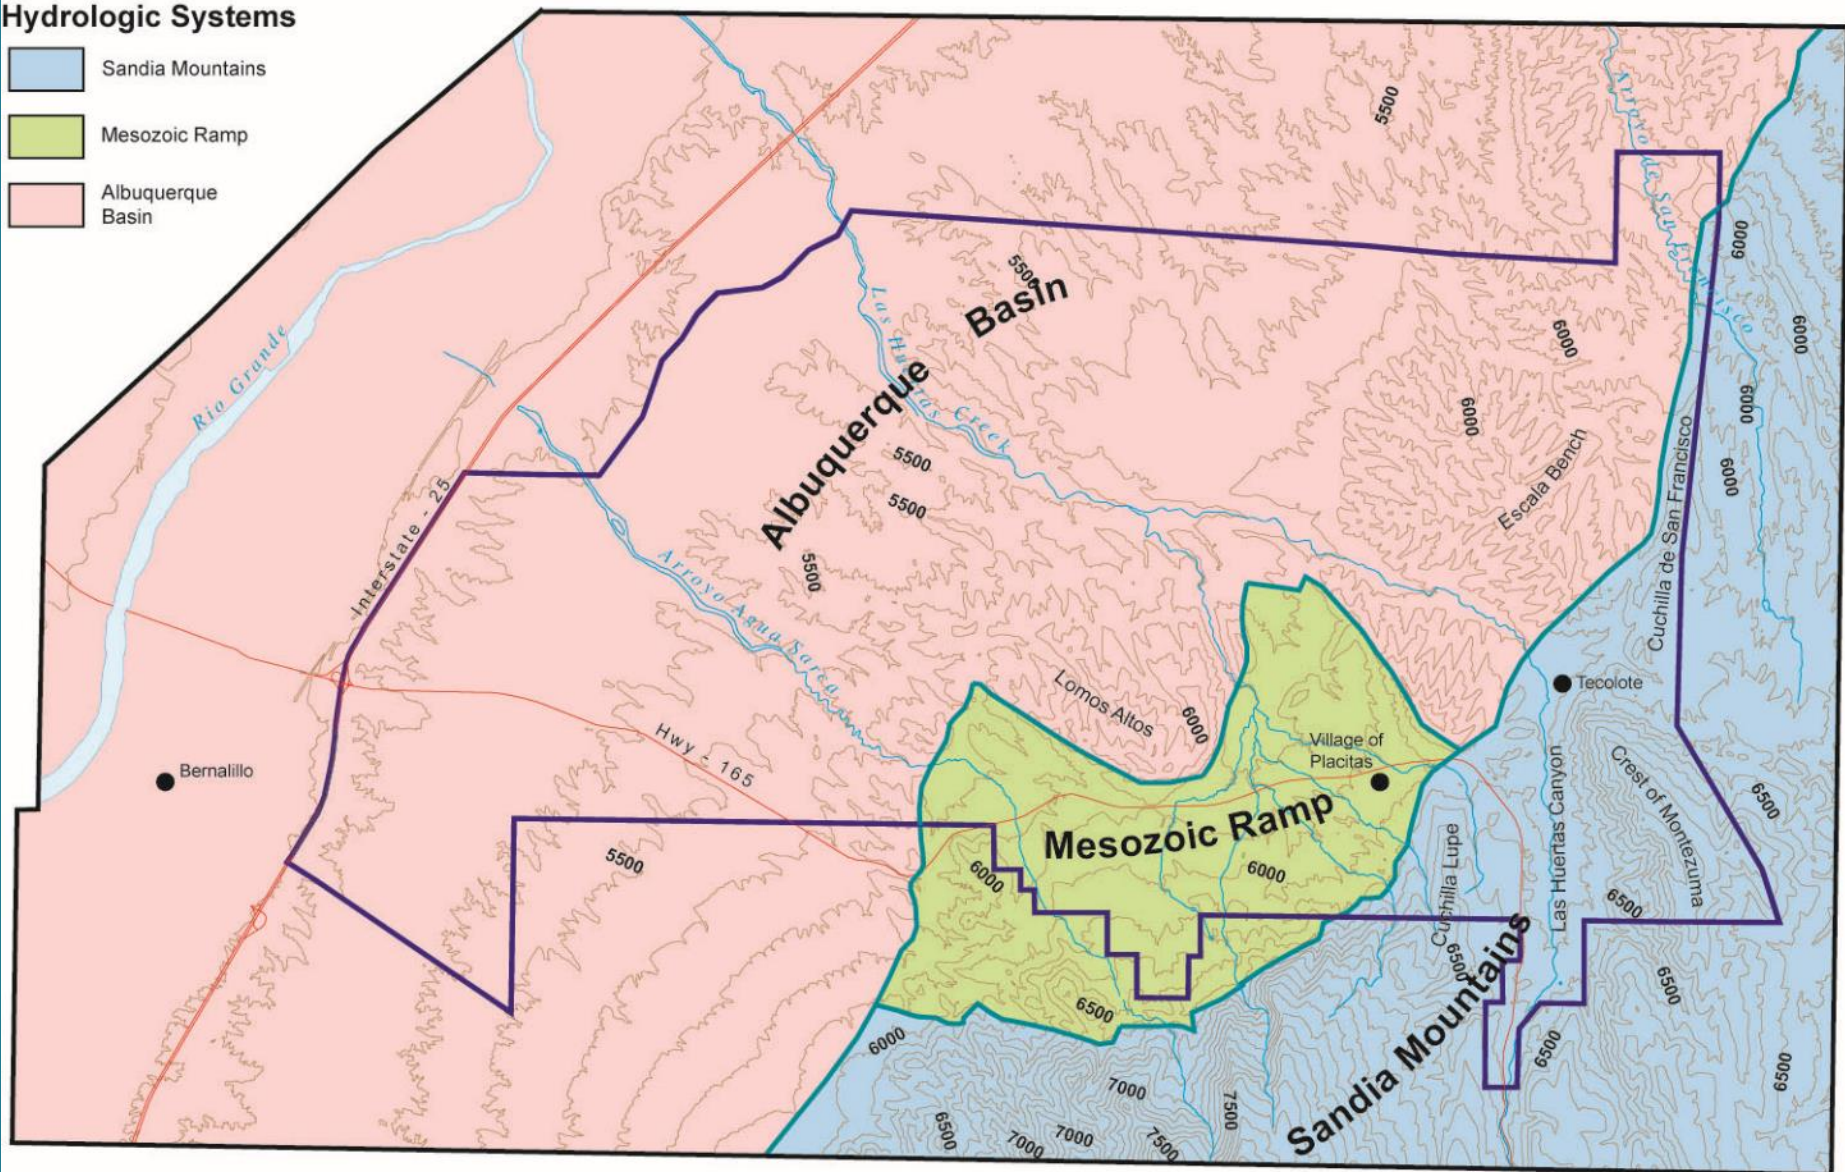 Hydrologic Systems
Sandia Mountains
Mesozoic Ramp
Albuquerque
Basin
5500
Arroyo de San Francisco
6000
5500
Basin
Rio Grande
Las Huertas Creek
6000
6000
6000
6000
6000
Albuquerque
5500
5500
5500
Interstate - 25
Escala Bench
Cuchilla de San Francisco
Arroyo Agua Sarca
Lomos Altos
6000
Tecolote
Hwy - 165
Village of
Placitas
Bernalillo
Las Huertas Canyon
Crest of Montezuma
6500
Mesozoic Ramp
Cuchilla Lupe
5500
6000
6000
6500
6500
6500
6500
6000
Sandia Mountains
6500
6500
7000
7500
6500
7000
7000
7500